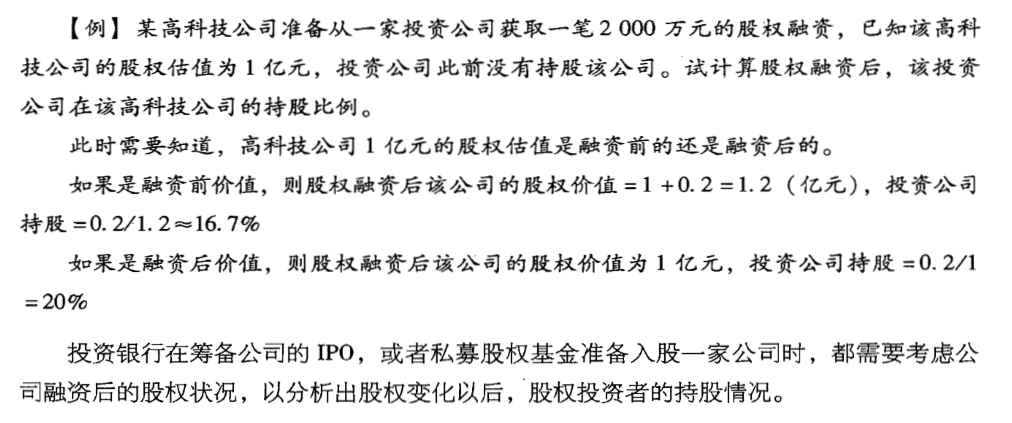 【例】某高科技公司准备从一家投资公司获取一笔2 000 万元的股权融资，已知该高科
技公司的股权估值为1亿元，投资公司此前没有持股该公司。试计算股权融资后，该投资
公司在该高科技公司的持股比例。
此时需要知道，高科技公司1亿元的股权估值是融资前的还是融资后的。
如果是融资前价值，则股权融资后该公司的股权价值=1+0.2=1.2（亿元），投资公司
持股=0.2/1.2≈16.7%
如果是融资后价值，则股权融资后该公司的股权价值为1亿元，投资公司持股=0.2/1
=20%
投资银行在筹备公司的IPO，或者私募股权基金准备入股一家公司时，都需要考虑公
司融资后的股权状况，以分析出股权变化以后，股权投资者的持股情况。